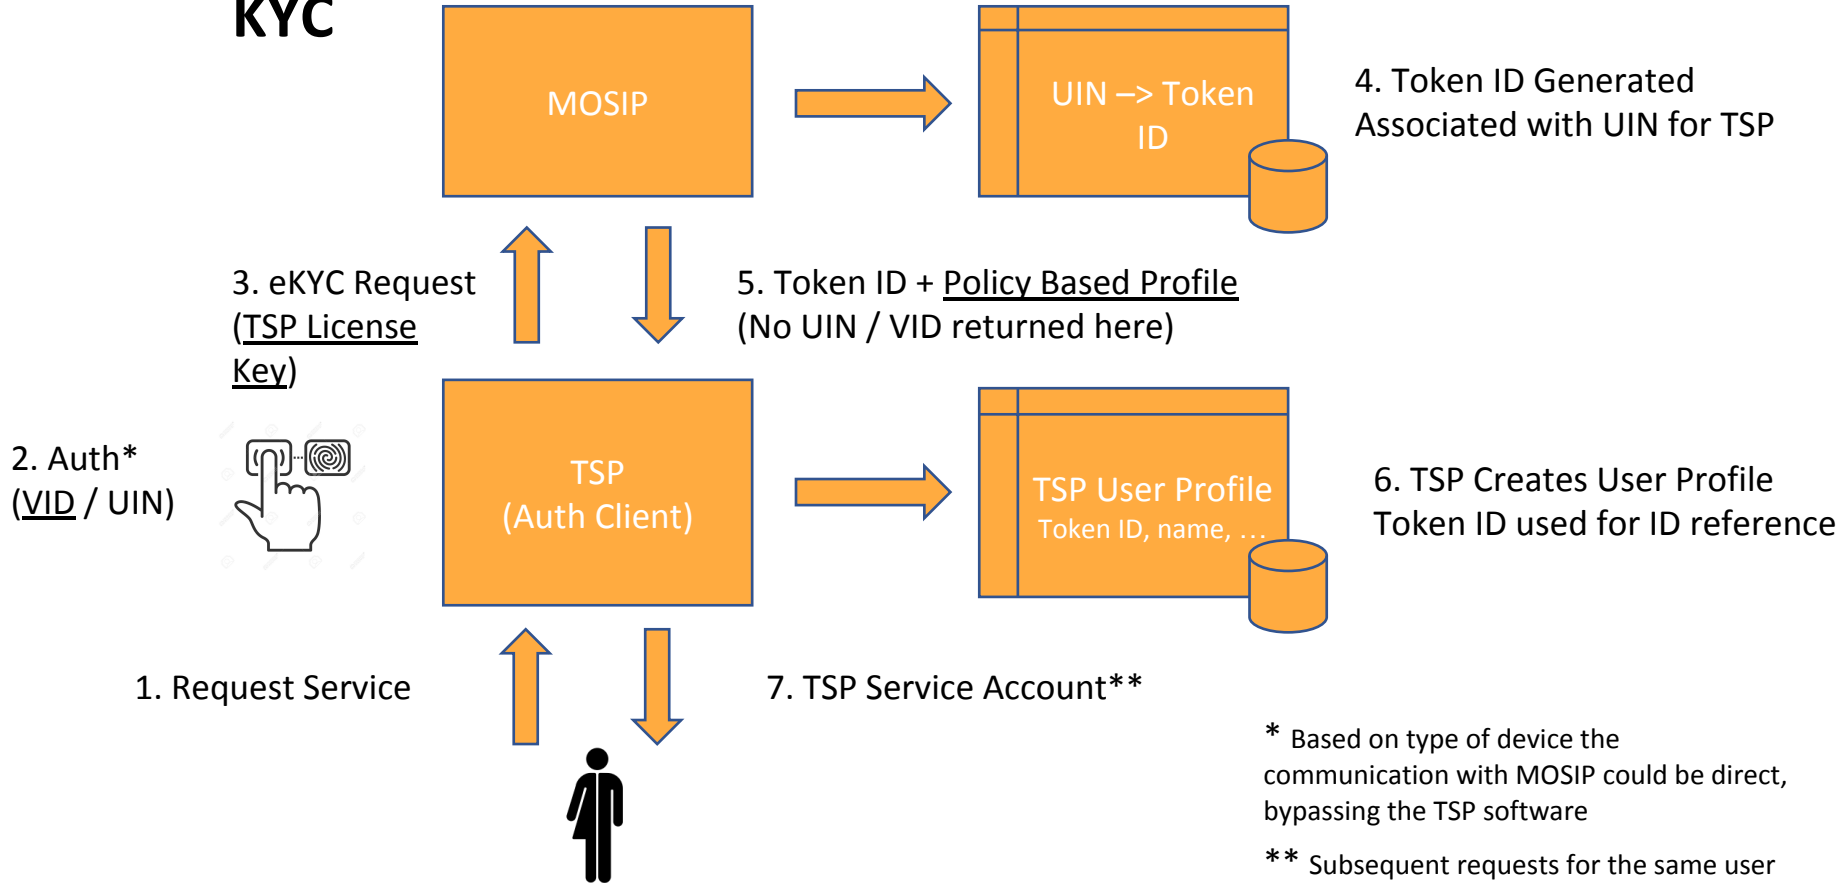 KYC
MOSIP
UIN –> Token
ID
4. Token ID Generated
Associated with UIN for TSP
3. eKYC Request
(TSP License
Key)
5. Token ID + Policy Based Profile
(No UIN / VID returned here)
2. Auth*
(VID / UIN)
TSP
(Auth Client)
TSP User Profile
Token ID, name, ...
6. TSP Creates User Profile
Token ID used for ID reference
1. Request Service
7. TSP Service Account**
* Based on type of device the
communication with MOSIP could be direct,
bypassing the TSP software
** Subsequent requests for the same user